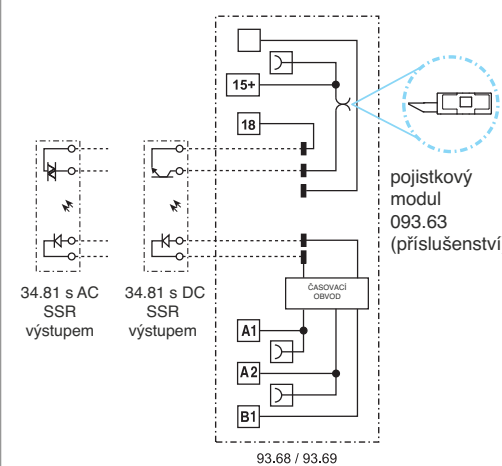 15+
18
pojistkový
modul
093.63
(příslušenství
34.81 s AC
SSR
výstupem
34.81 s DC
SSR
výstupem
ČASOVACÍ
OBVOD
A1
A2
B1
93.68 / 93.69